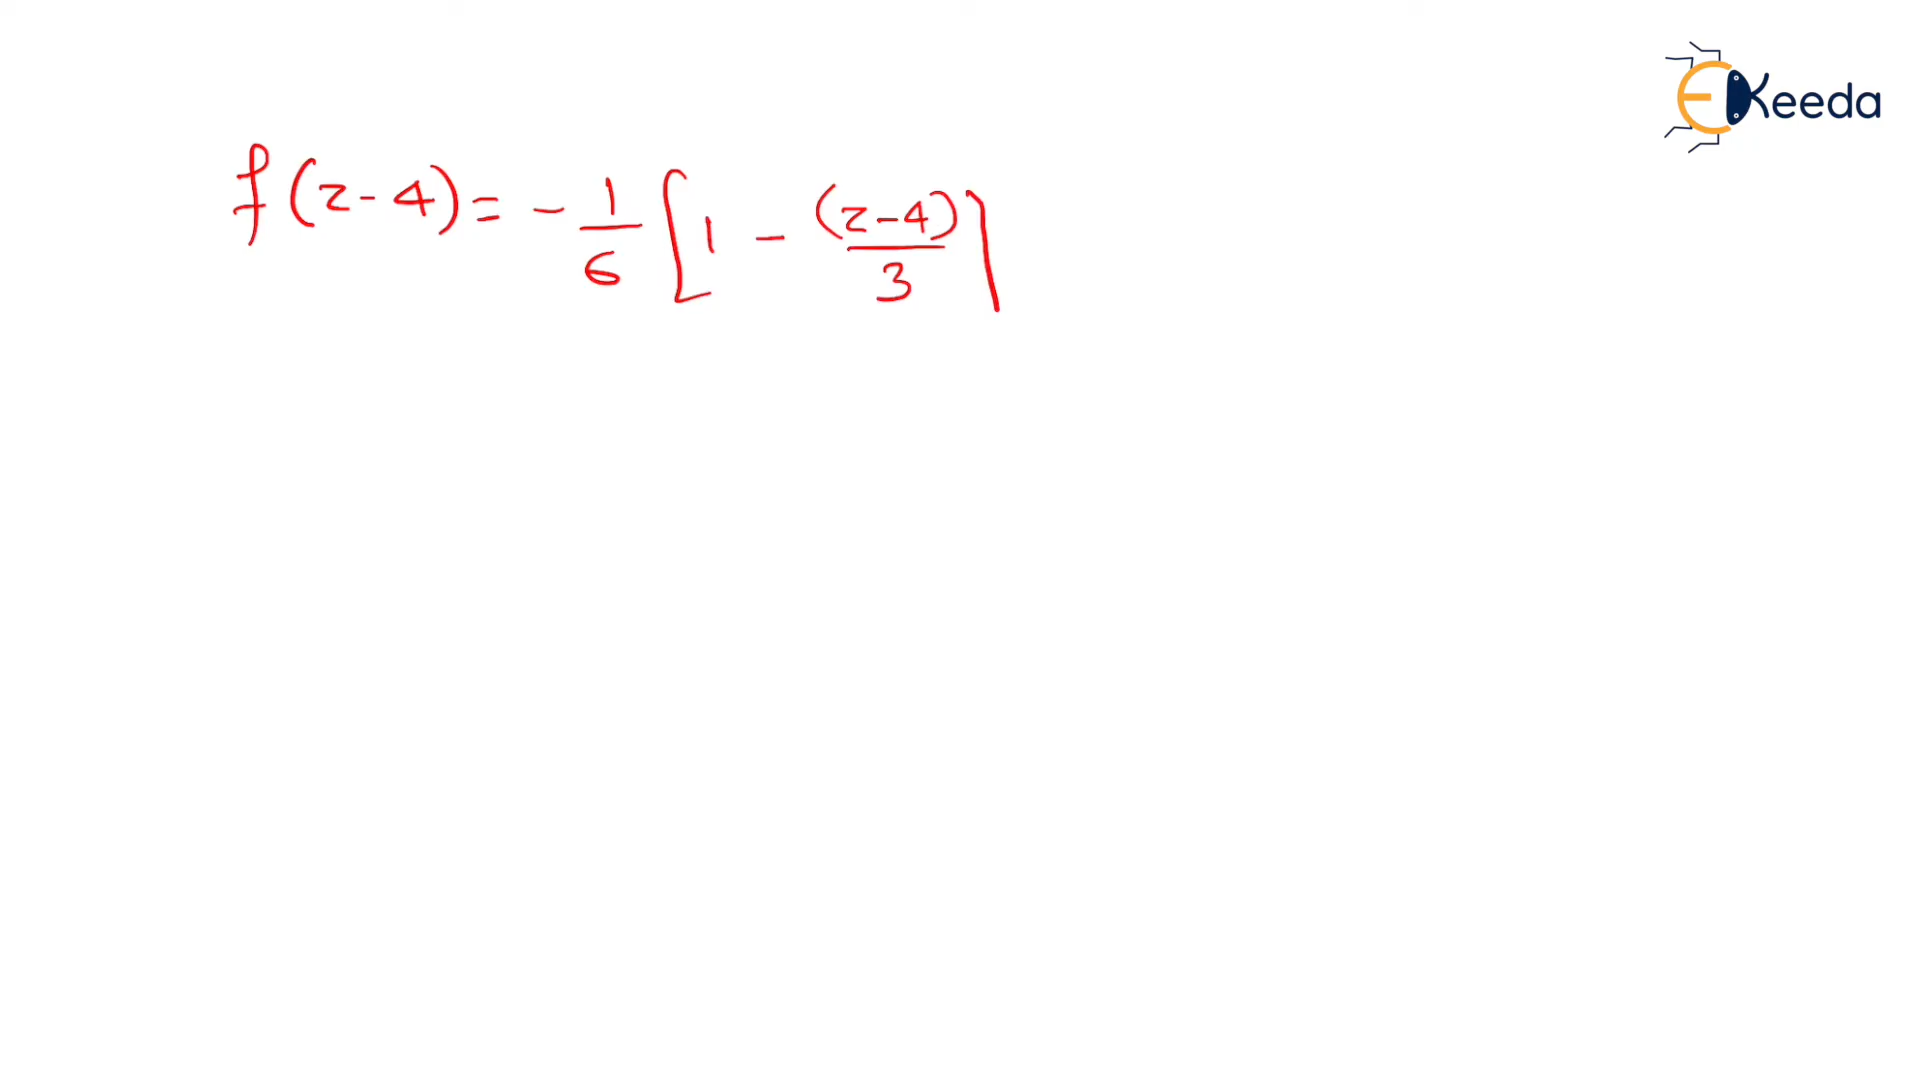 EKeeda
f(z-4) = - 1/6 [1 - (z-4)/3]